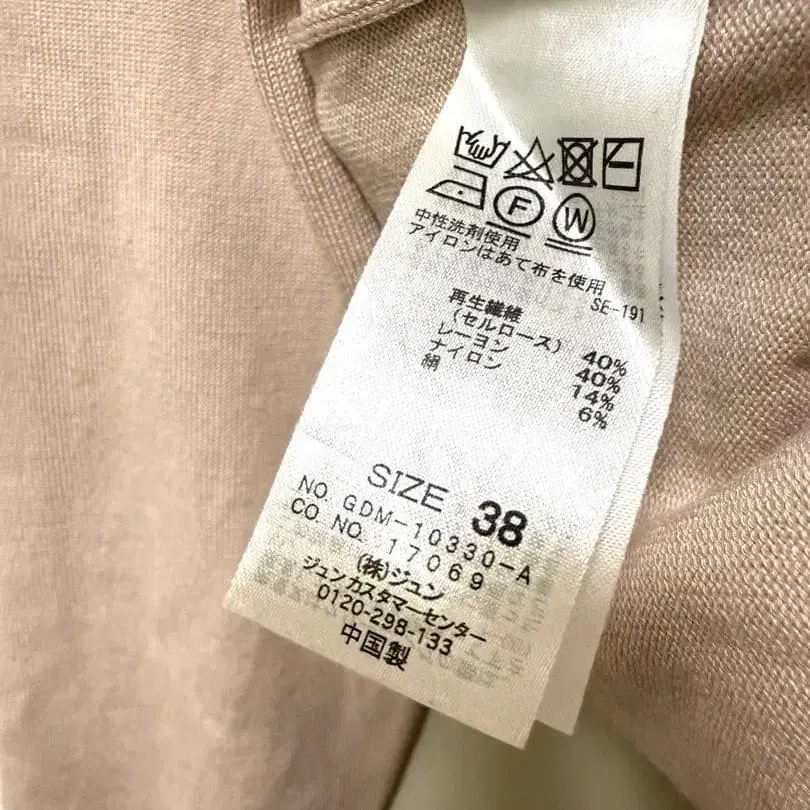 F W
中性洗剤使用
アイロンはあて布を使用
SE-191
再生繊維
(セルロース) 40%
レーヨン 40%
ナイロン 14%
絹 6%
SIZE 38
NO. GDM-10330-A
CO. NO. 17069
(株)ジュン
ジュンカスタマーセンター
0120-298-133
中国製